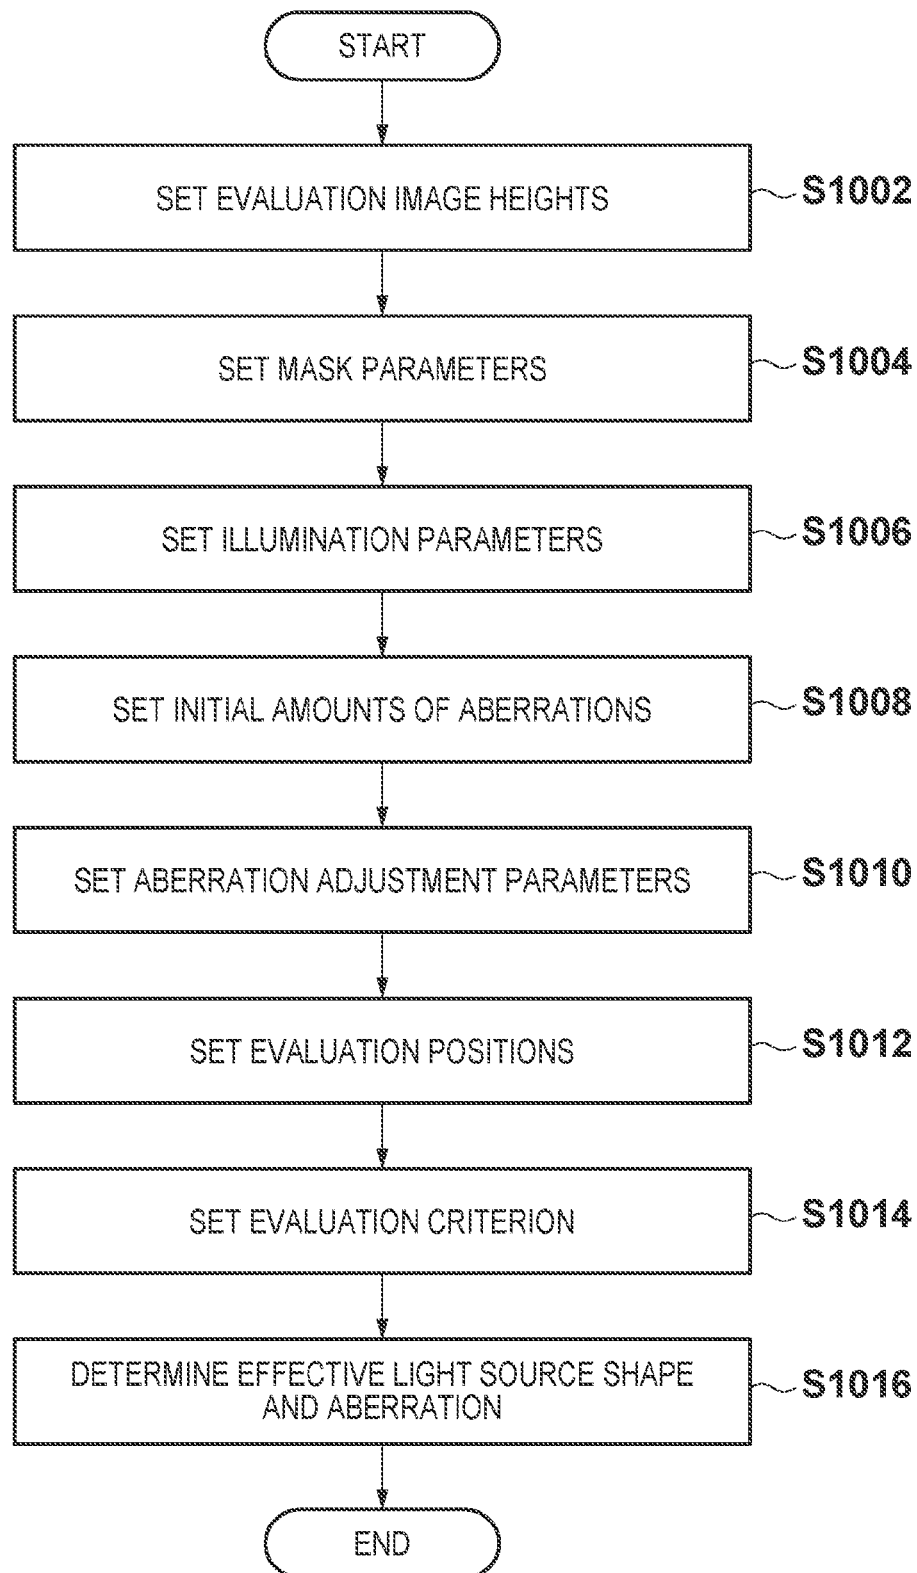 START
SET EVALUATION IMAGE HEIGHTS
S1002
SET MASK PARAMETERS
S1004
SET ILLUMINATION PARAMETERS
S1006
SET INITIAL AMOUNTS OF ABERRATIONS
S1008
SET ABERRATION ADJUSTMENT PARAMETERS
S1010
SET EVALUATION POSITIONS
S1012
SET EVALUATION CRITERION
S1014
DETERMINE EFFECTIVE LIGHT SOURCE SHAPE
AND ABERRATION
S1016
END